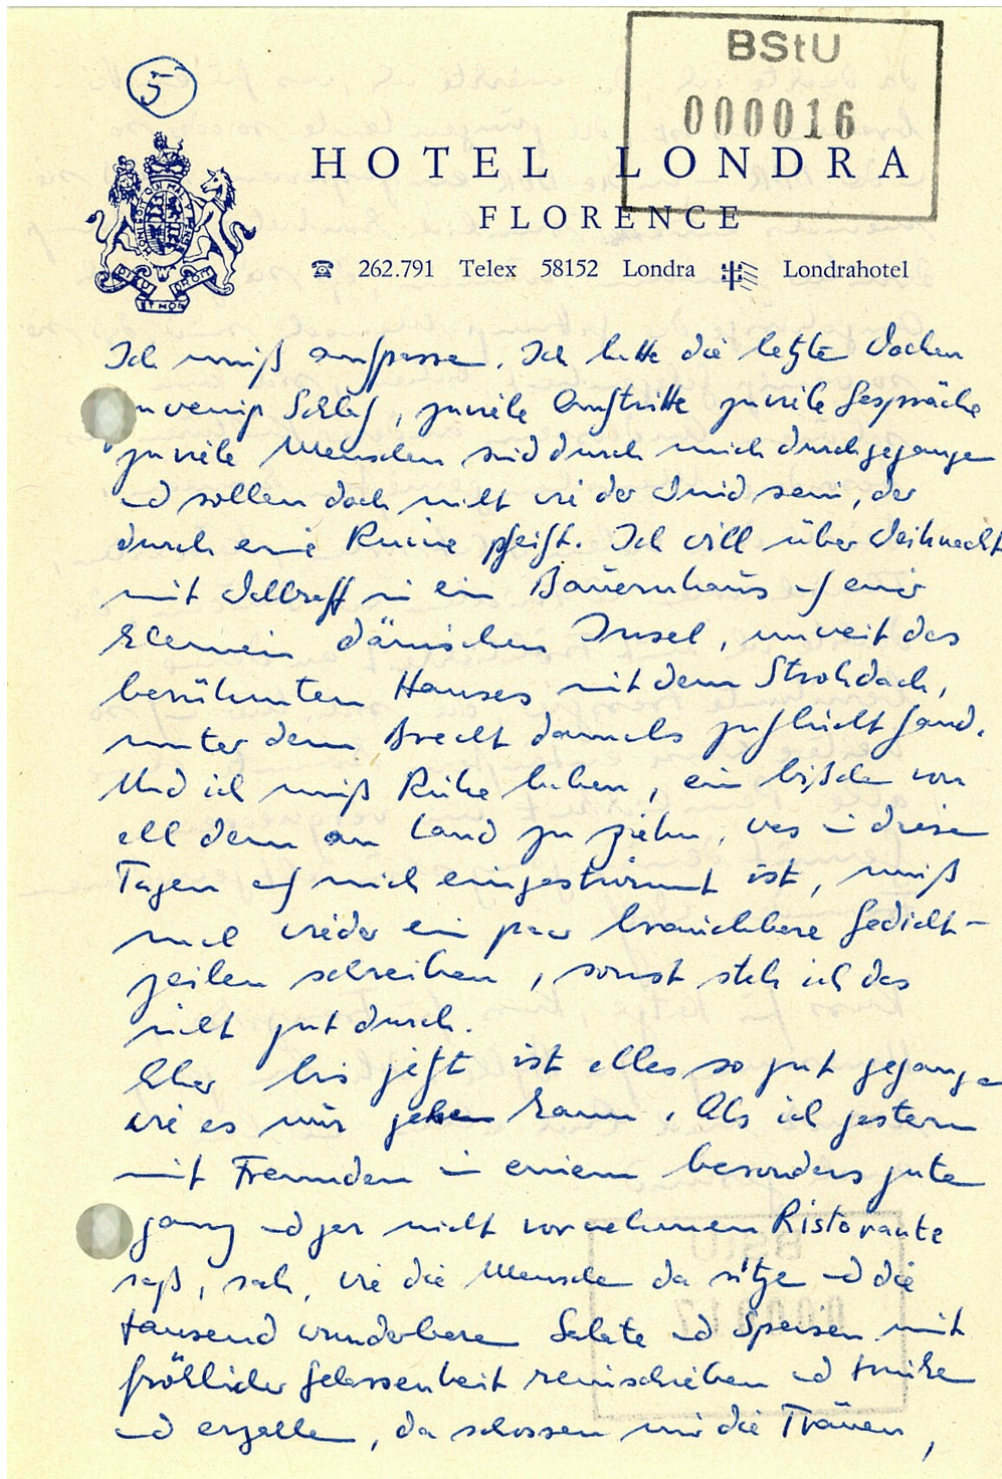 5
BStU
000016
HOTEL LONDRA
FLORENCE
☎ 262.791 Telex 58152 Londra Londrahotel
Ich muß aufpassen. Ich hatte die letzte Wochen
zuwenig Schlaf, zuviele Auftritte zuviele Gespräche
zuviele Menschen sind durch mich durchgegangen
und sollen doch nicht wie der Wind sein, der
durch eine Ruine pfeift. Ich will über Weihnacht
mit Wallraff in ein Bauernhaus auf einer
kleinen dänischen Insel, unweit des
berühmten Hauses mit dem Strohdach,
unter dem Brecht damals Zuflucht fand.
Und ich muß Ruhe haben, ein bißchen von
all dem an Land zu ziehn, was in diesen
Tagen auf mich eingeströmt ist, muß
mal wieder ein paar brauchbare Gedicht-
zeilen schreiben, sonst steh ich das
nicht gut durch.
Aber bis jetzt ist alles so gut gegangen
wie es nur gehen kann. Als ich gestern
mit Freunden in einem besonders guten
ganz und gar nicht vornehmen Ristorante
saß, sah, wie die Menschen da sitzen und die
tausend wunderbaren Salate und Speisen mit
fröhlicher Gelassenheit reinschieben und trinken
und erzählen, da schossen mir die Tränen,